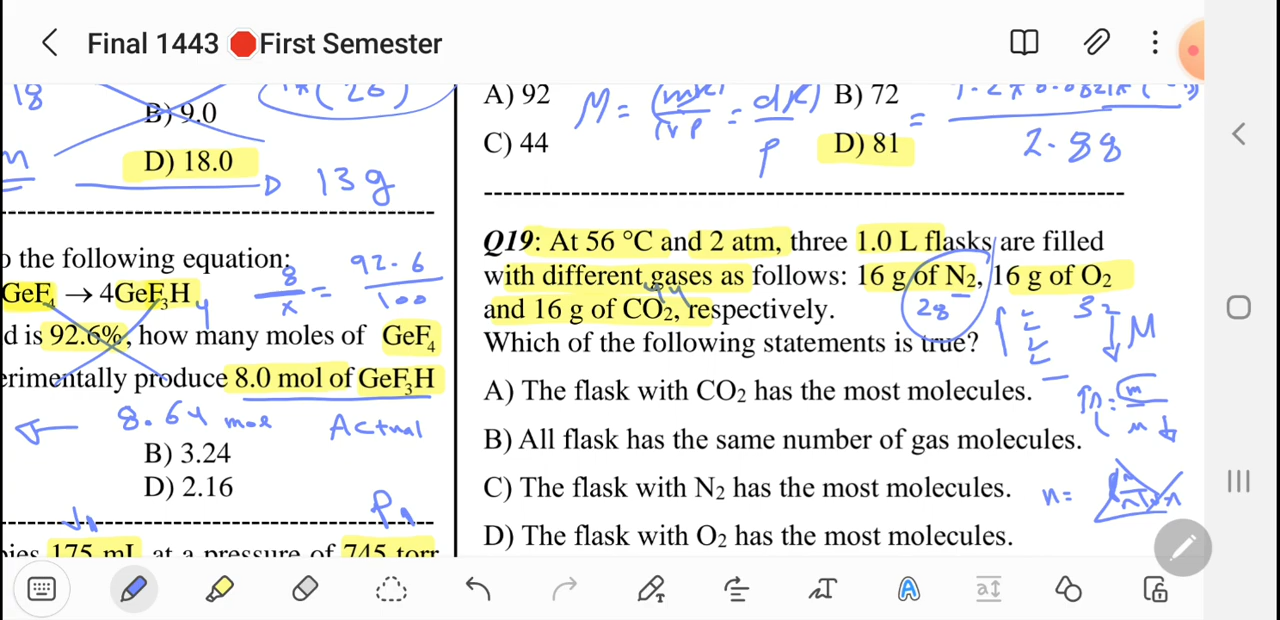 Final 1443 🛑First Semester
18
B) 9.0
D) 18.0
13 g
o the following equation:
GeF4 → 4GeF3H
8/x = 92.6/100
d is 92.6%, how many moles of GeF4
erimentally produce 8.0 mol of GeF3H
8.64 mol Actual
B) 3.24
D) 2.16
ies 175 mL at a pressure of 745 torr
A) 92
B) 72
C) 44
D) 81
2.88
Q19: At 56 °C and 2 atm, three 1.0 L flasks are filled
with different gases as follows: 16 g of N2, 16 g of O2
44 28 32
and 16 g of CO2, respectively.
Which of the following statements is true?
M
A) The flask with CO2 has the most molecules.
B) All flask has the same number of gas molecules.
C) The flask with N2 has the most molecules.
n=
D) The flask with O2 has the most molecules.